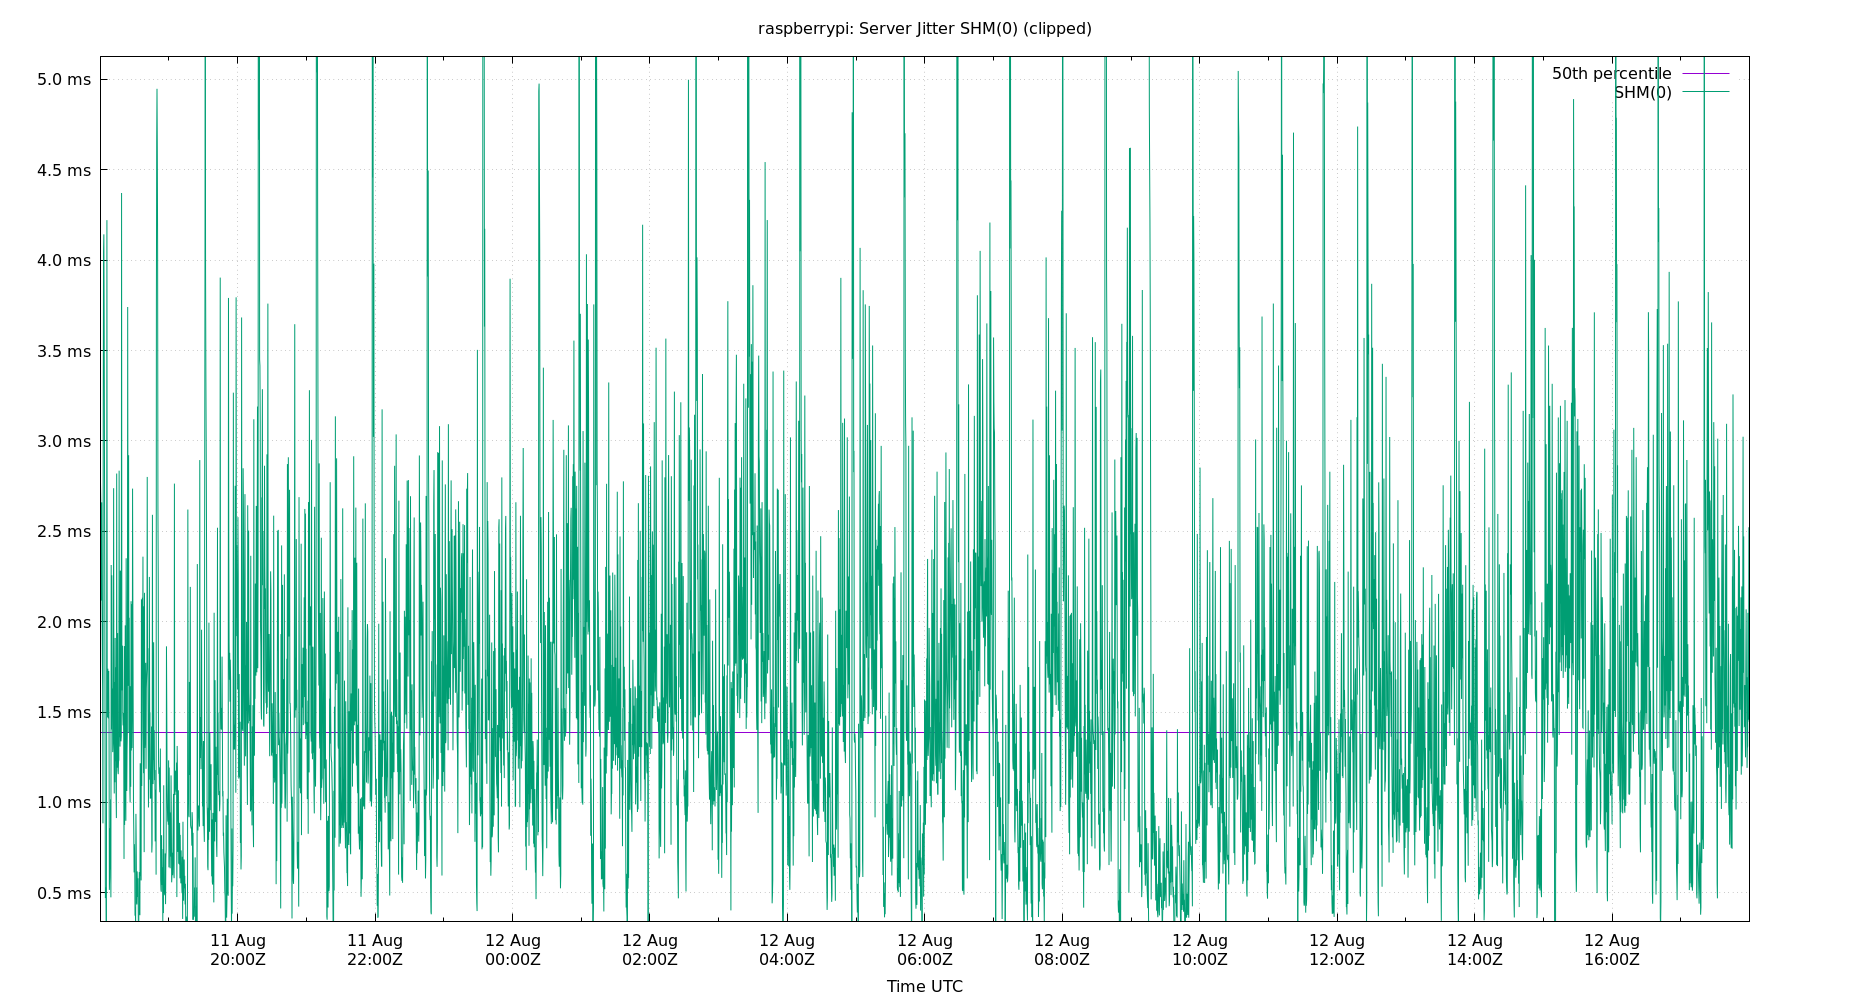 raspberrypi: Server Jitter SHM(0) (clipped)
5.0 ms
4.5 ms
4.0 ms
3.5 ms
3.0 ms
2.5 ms
2.0 ms
1.5 ms
1.0 ms
0.5 ms
50th percentile
SHM(0)
11 Aug 11 Aug 12 Aug 12 Aug 12 Aug 12 Aug 12 Aug 12 Aug 12 Aug 12 Aug 12 Aug
20:00Z 22:00Z 00:00Z 02:00Z 04:00Z 06:00Z 08:00Z 10:00Z 12:00Z 14:00Z 16:00Z
Time UTC